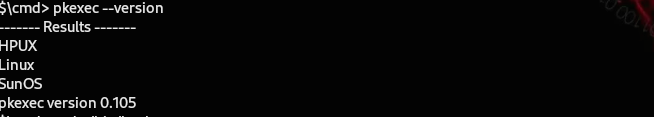 $\cmd> pkexec --version
------- Results -------
HPUX
Linux
SunOS
pkexec version 0.105